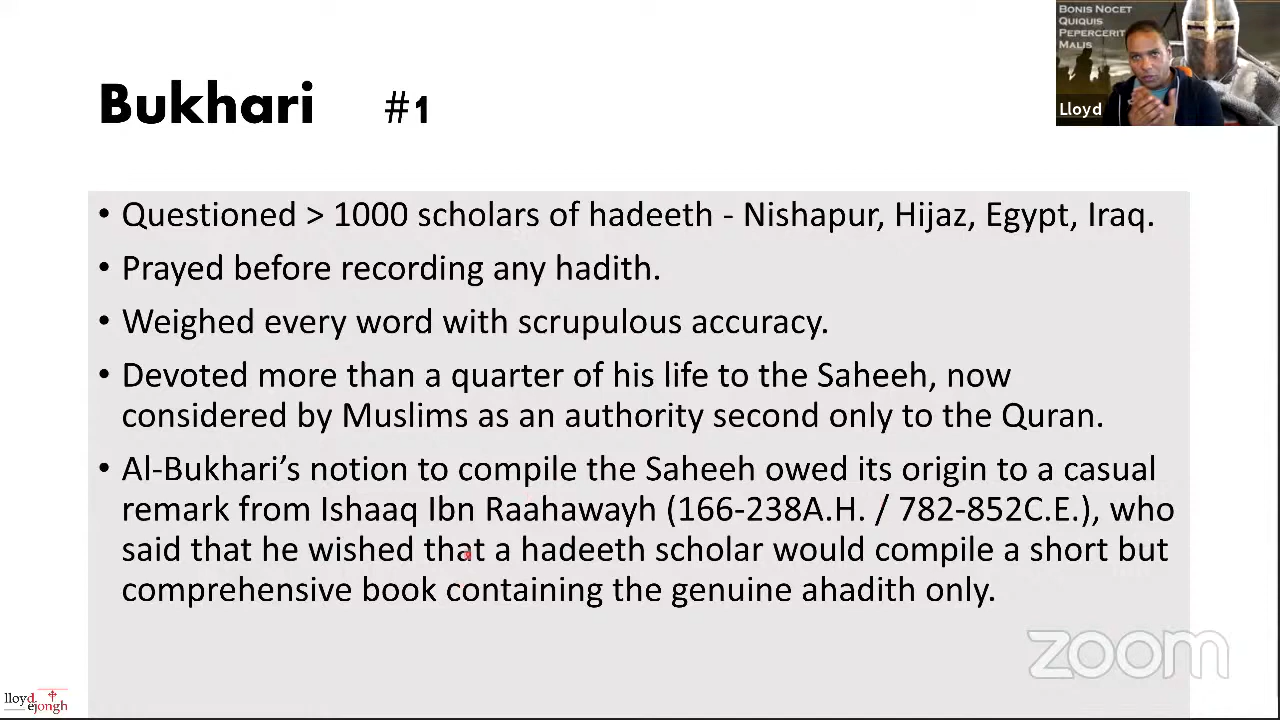 Bonis Nocet
Quiquis
Pepercerit
Malis
Lloyd
Bukhari #1
• Questioned > 1000 scholars of hadeeth - Nishapur, Hijaz, Egypt, Iraq.
• Prayed before recording any hadith.
• Weighed every word with scrupulous accuracy.
• Devoted more than a quarter of his life to the Saheeh, now
considered by Muslims as an authority second only to the Quran.
• Al-Bukhari’s notion to compile the Saheeh owed its origin to a casual
remark from Ishaaq Ibn Raahawayh (166-238A.H. / 782-852C.E.), who
said that he wished that a hadeeth scholar would compile a short but
comprehensive book containing the genuine ahadith only.
zoom
lloyd
ejongh